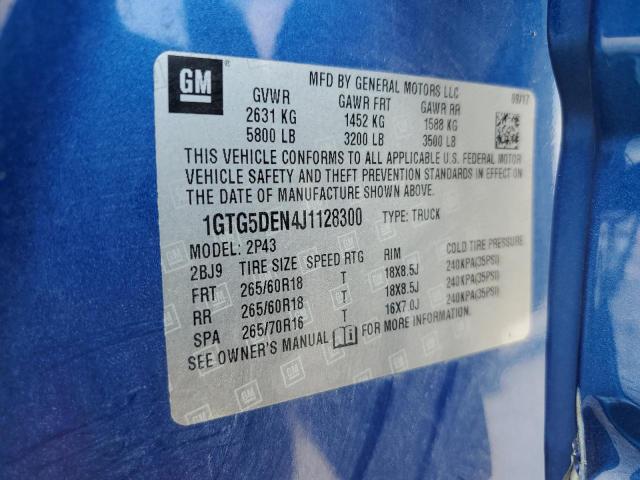 GM
MFD BY GENERAL MOTORS LLC
09/17
GVWR GAWR FRT GAWR RR
2631 KG 1452 KG 1588 KG
5800 LB 3200 LB 3500 LB
THIS VEHICLE CONFORMS TO ALL APPLICABLE U.S. FEDERAL MOTOR
VEHICLE SAFETY AND THEFT PREVENTION STANDARDS IN EFFECT ON
THE DATE OF MANUFACTURE SHOWN ABOVE.
1GTG5DEN4J1128300 TYPE: TRUCK
MODEL: 2P43
2BJ9 TIRE SIZE SPEED RTG RIM COLD TIRE PRESSURE
FRT 265/60R18 T 18X8.5J 240KPA(35PSI)
RR 265/60R18 T 18X8.5J 240KPA(35PSI)
SPA 265/70R16 T 16X7.0J 240KPA(35PSI)
SEE OWNER'S MANUAL FOR MORE INFORMATION.